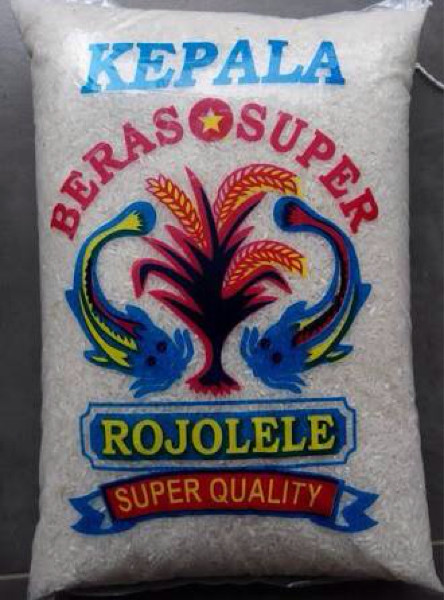 KEPALA
BERAS SUPER
ROJOLELE
SUPER QUALITY